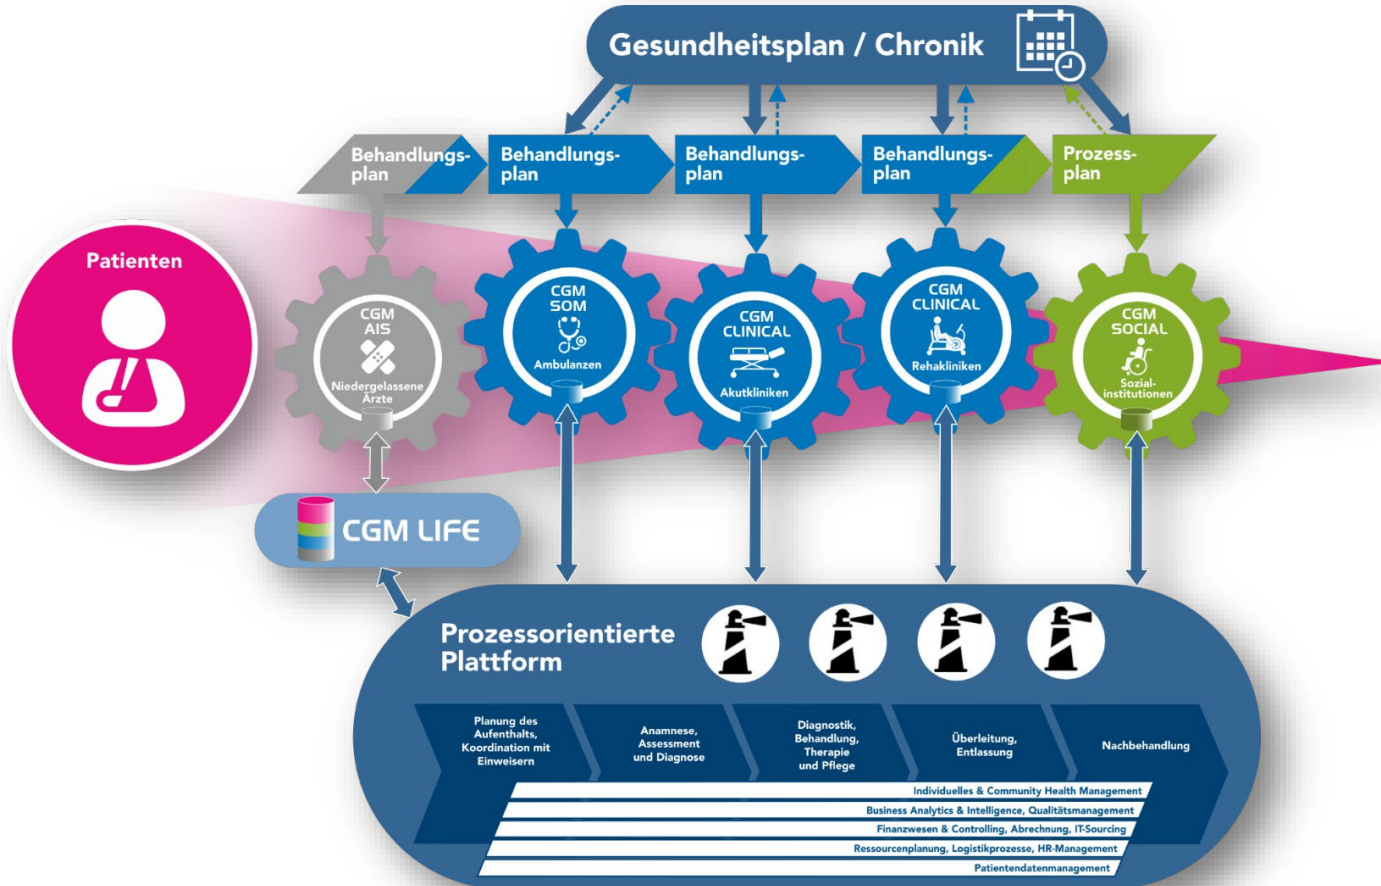 Gesundheitsplan / Chronik
Behandlungs-
plan
Behandlungs-
plan
Behandlungs-
plan
Behandlungs-
plan
Prozess-
plan
Patienten
CGM
AIS
Niedergelassene
Ärzte
CGM
SOM
Ambulanzen
CGM
CLINICAL
Akutkliniken
CGM
CLINICAL
Rehakliniken
CGM
SOCIAL
Sozial-
institutionen
CGM LIFE
Prozessorientierte
Plattform
Planung des
Aufenthalts,
Koordination mit
Einweisern
Anamnese,
Assessment
und Diagnose
Diagnostik,
Behandlung,
Therapie
und Pflege
Überleitung,
Entlassung
Nachbehandlung
Individuelles & Community Health Management
Business Analytics & Intelligence, Qualitätsmanagement
Finanzwesen & Controlling, Abrechnung, IT-Sourcing
Ressourcenplanung, Logistikprozesse, HR-Management
Patientendatenmanagement